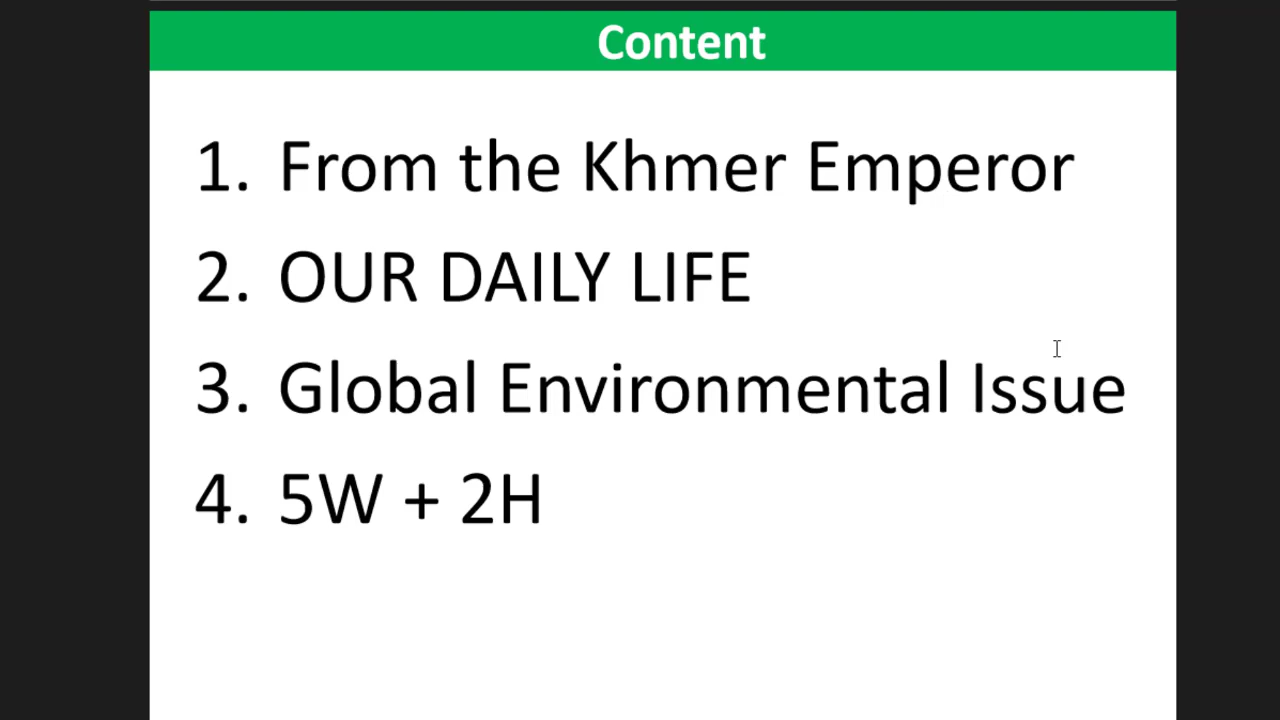 Content
1. From the Khmer Emperor
2. OUR DAILY LIFE
3. Global Environmental Issue
4. 5W + 2H